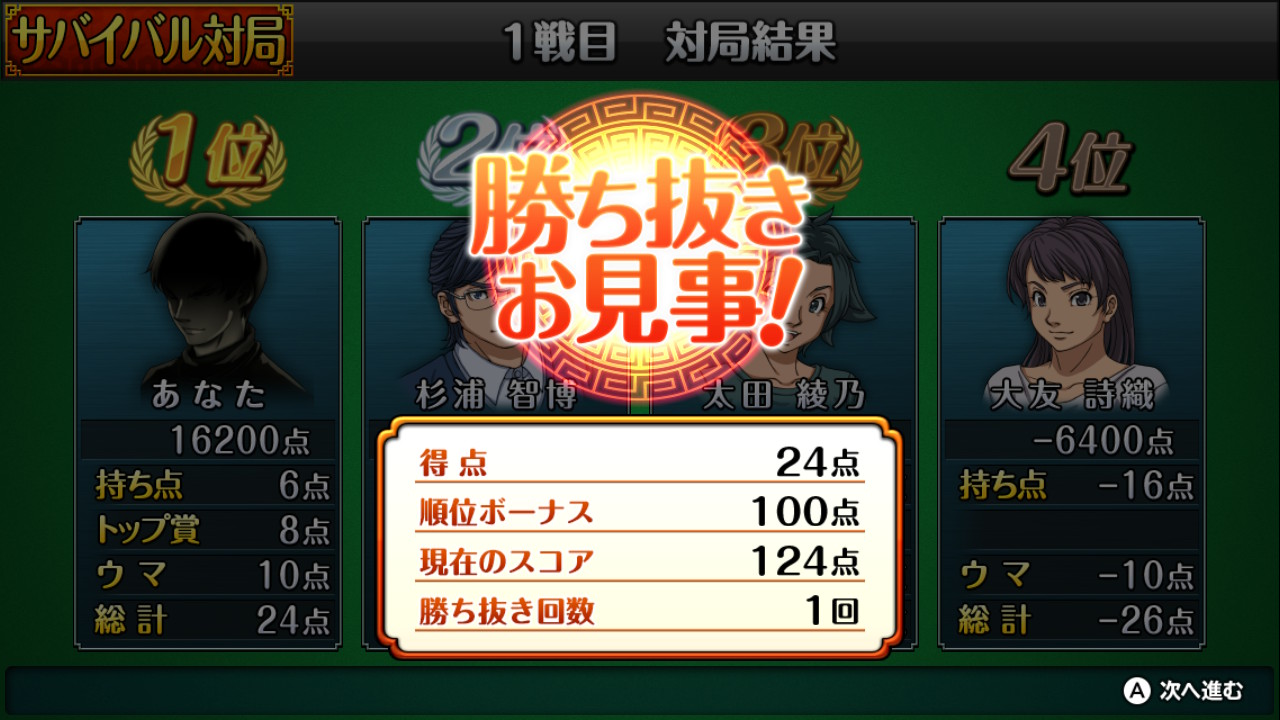 サバイバル対局
1戦目 対局結果
1位
2位
3位
4位
勝ち抜き
お見事!
あなた
杉浦 智博
太田 綾乃
大友 詩織
16200点
-6400点
持ち点 6点
トップ賞 8点
ウマ 10点
総計 24点
得点 24点
順位ボーナス 100点
現在のスコア 124点
勝ち抜き回数 1回
持ち点 -16点
ウマ -10点
総計 -26点
A 次へ進む